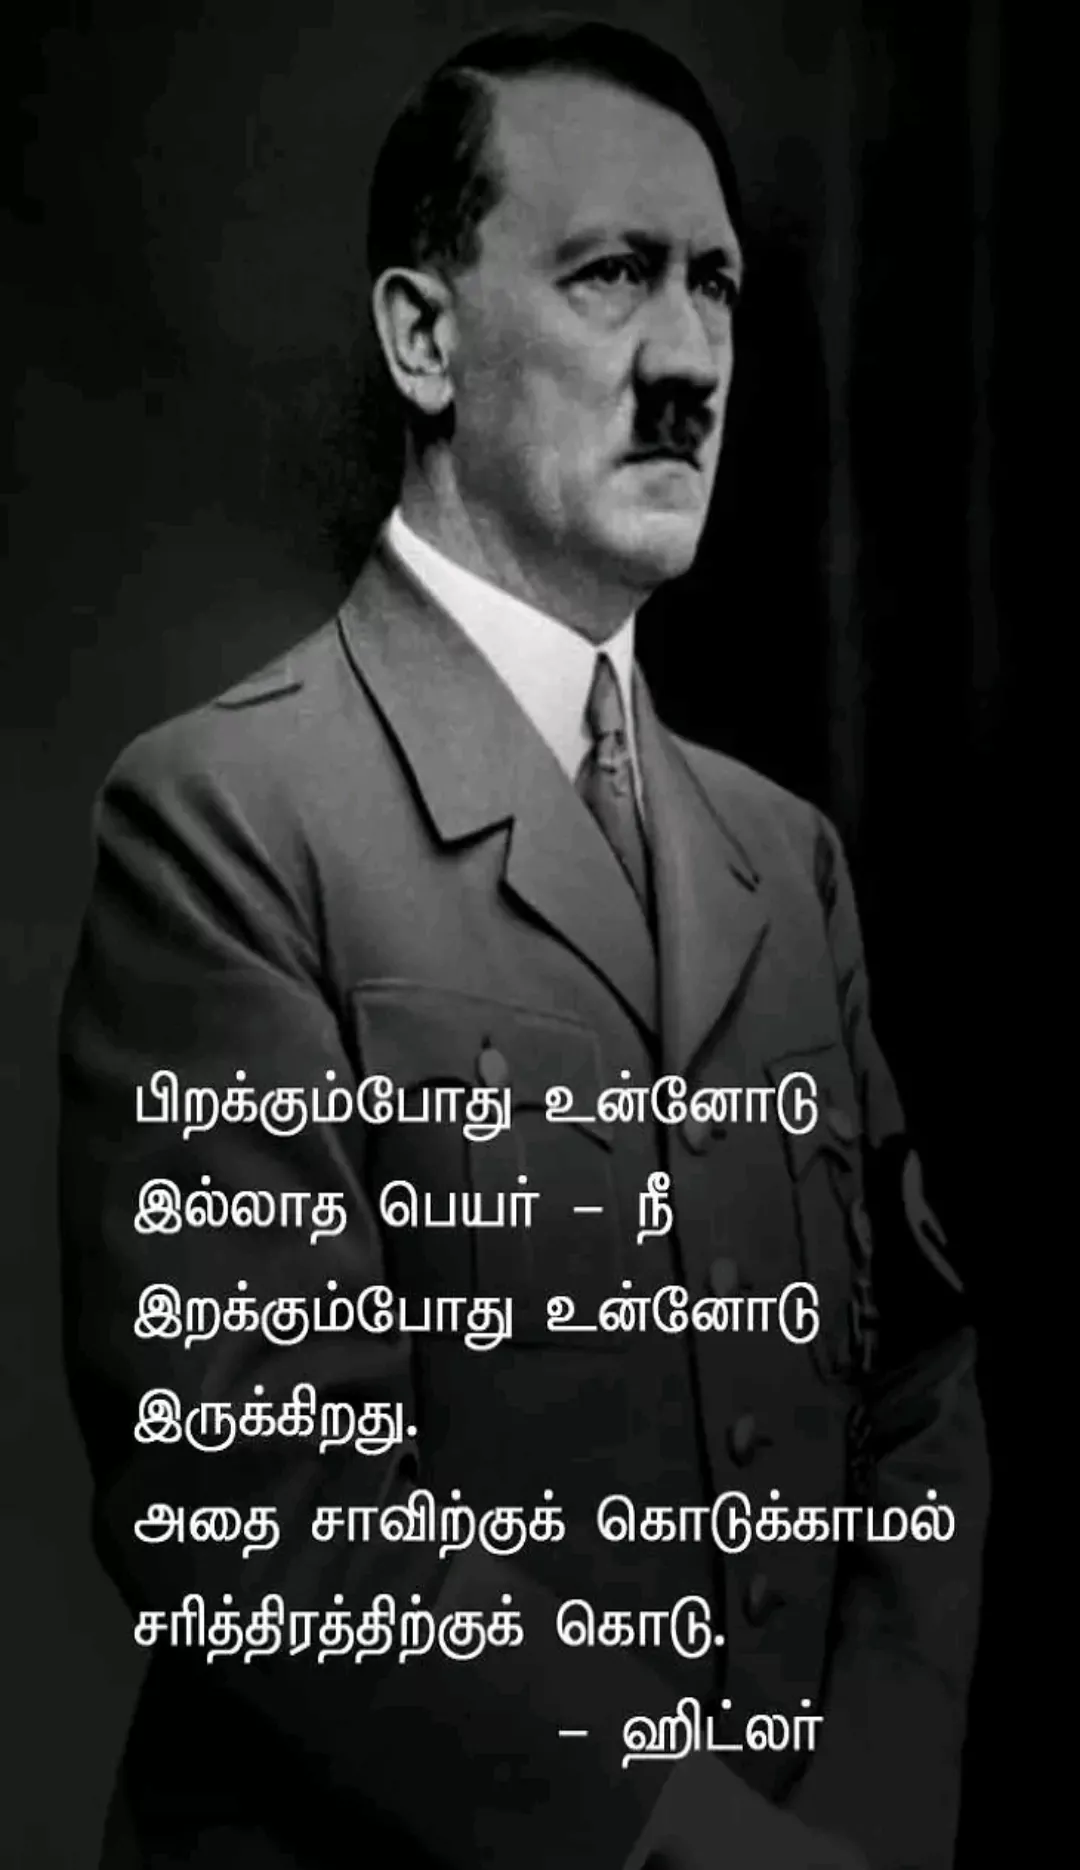 பிறக்கும்போது உன்னோடு
இல்லாத பெயர் – நீ
இறக்கும்போது உன்னோடு
இருக்கிறது.
அதை சாவிற்குக் கொடுக்காமல்
சரித்திரத்திற்குக் கொடு.
– ஹிட்லர்